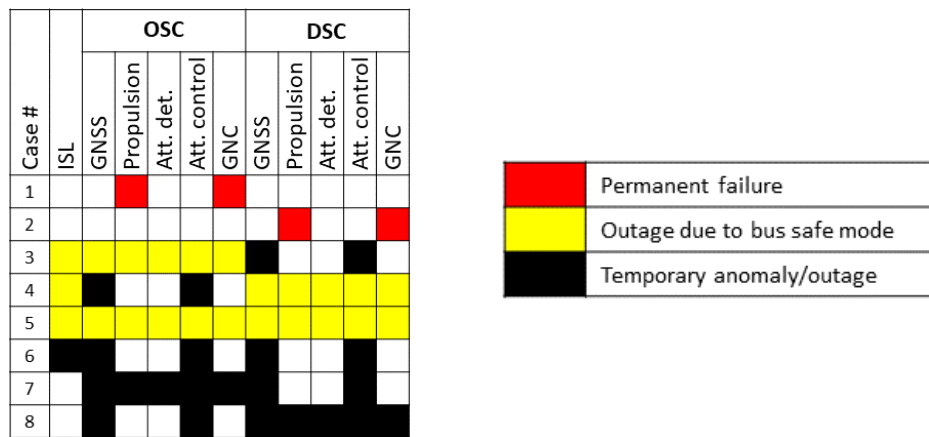 OSC DSC
Case # ISL GNSS Propulsion Att. det. Att. control GNC GNSS Propulsion Att. det. Att. control GNC
1
2
3
4
5
6
7
8
Permanent failure
Outage due to bus safe mode
Temporary anomaly/outage